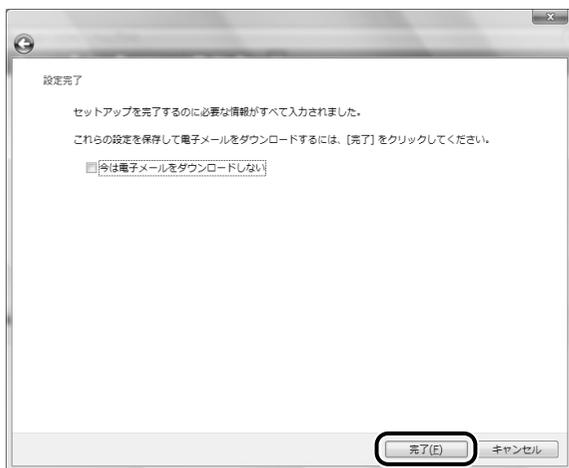 設定完了
セットアップを完了するのに必要な情報がすべて入力されました。
これらの設定を保存して電子メールをダウンロードするには、[完了] をクリックしてください。
今は電子メールをダウンロードしない
完了(F)
キャンセル